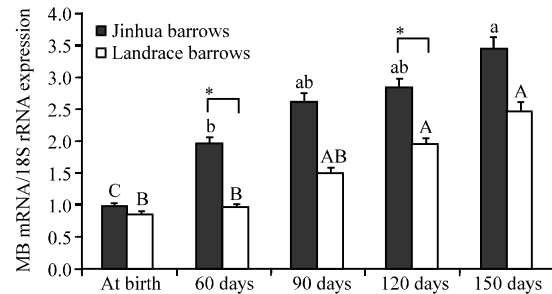 MB mRNA/18S rRNA expression
4.0
3.5
3.0
2.5
2.0
1.5
1.0
0.5
0.0
Jinhua barrows
Landrace barrows
C
B
*
b
B
ab
AB
*
ab
A
a
A
At birth
60 days
90 days
120 days
150 days